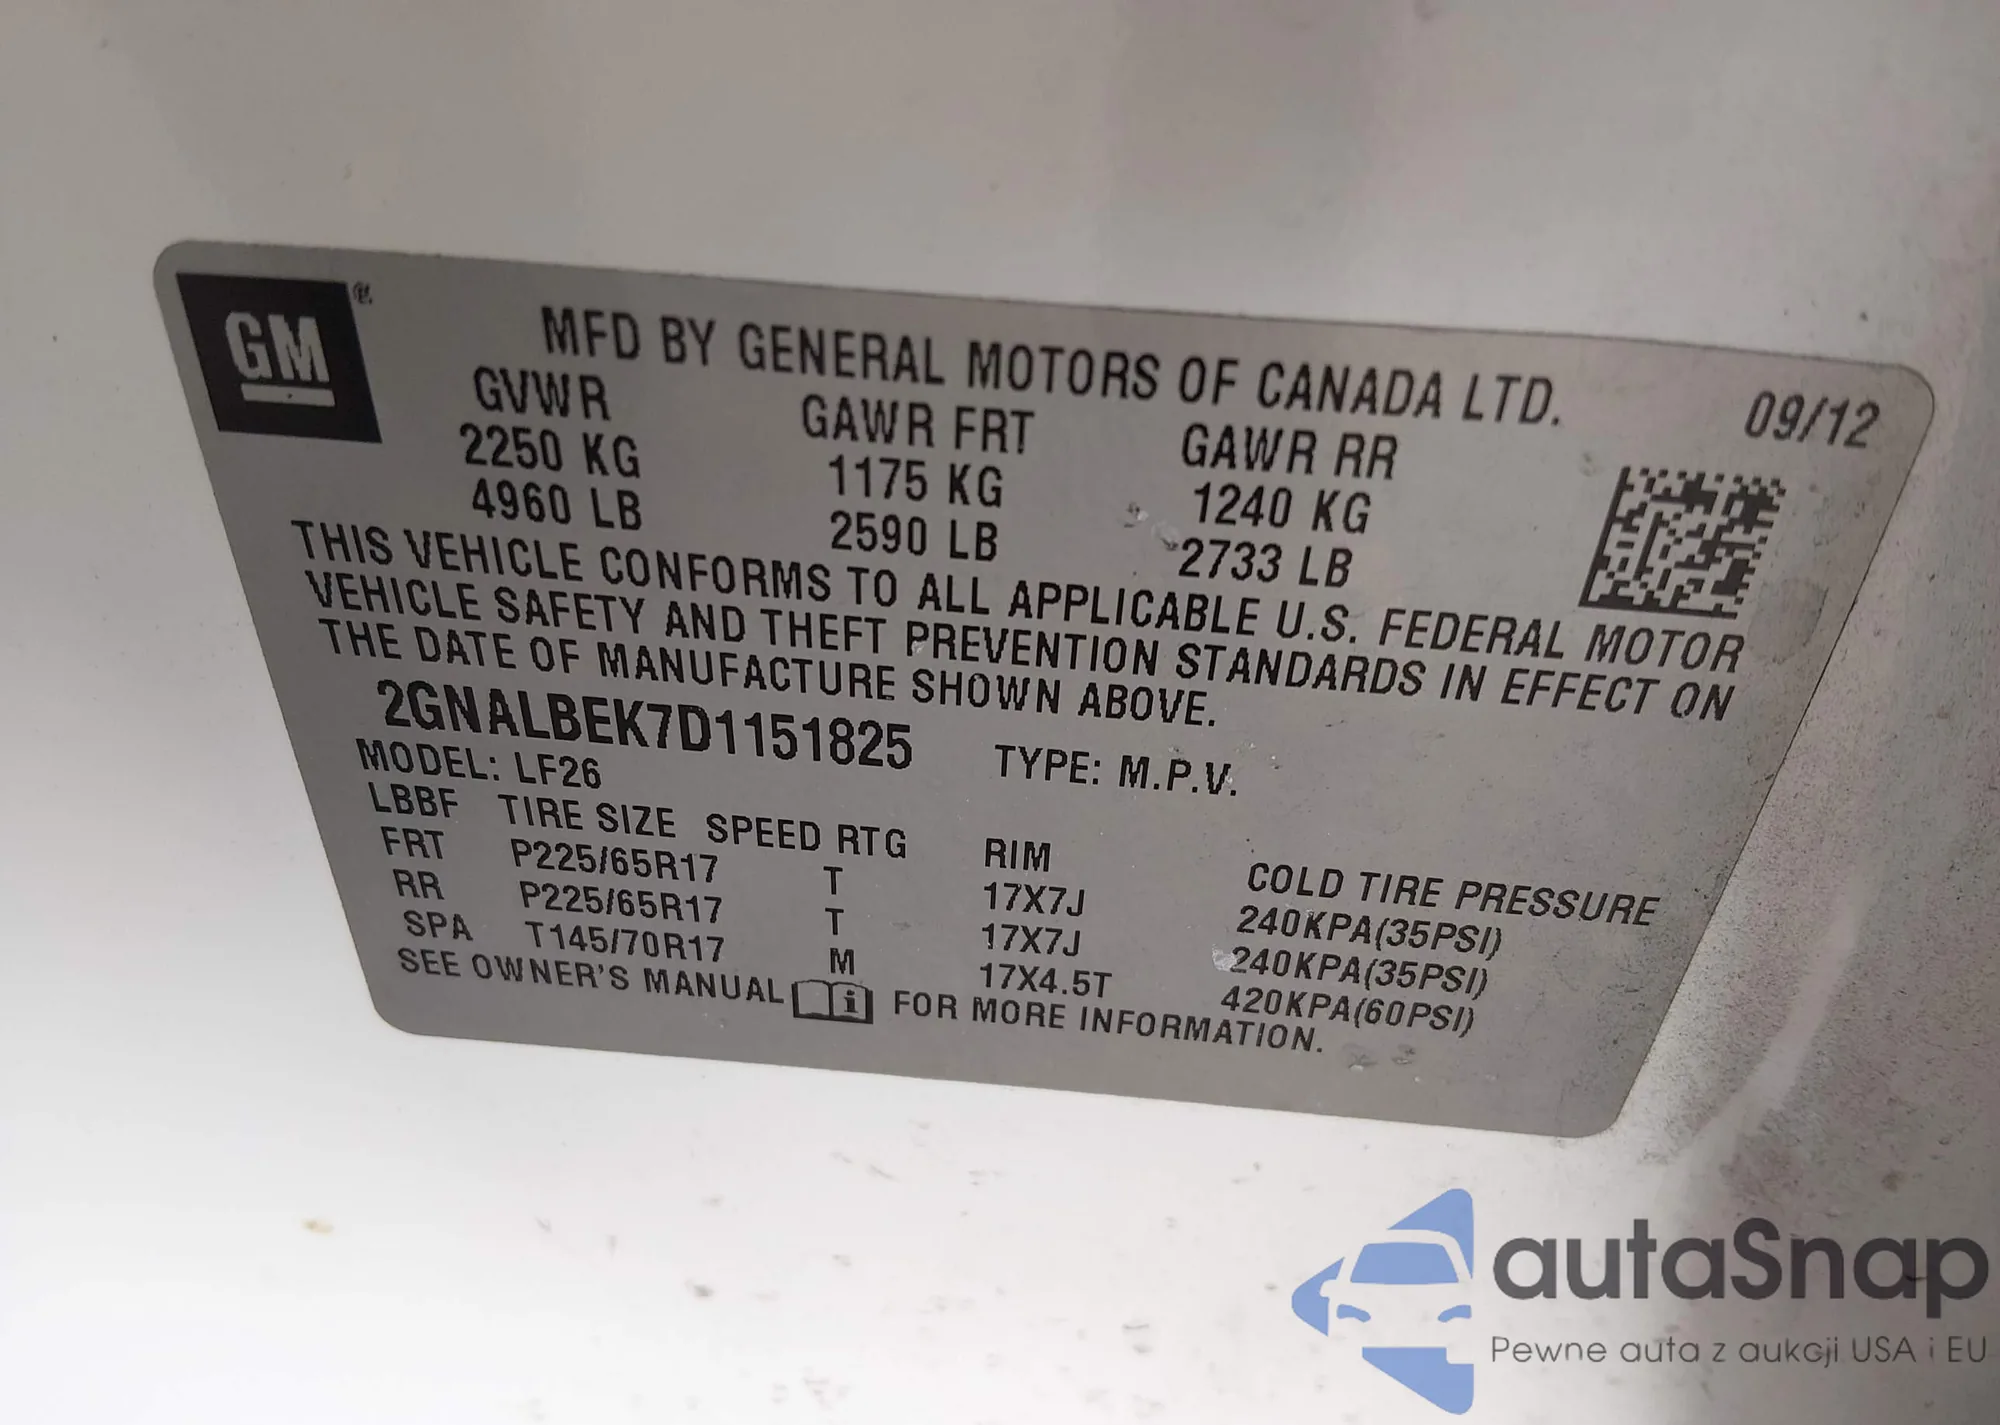 GM
MFD BY GENERAL MOTORS OF CANADA LTD. 09/12
GVWR GAWR FRT GAWR RR
2250 KG 1175 KG 1240 KG
4960 LB 2590 LB 2733 LB
THIS VEHICLE CONFORMS TO ALL APPLICABLE U.S. FEDERAL MOTOR
VEHICLE SAFETY AND THEFT PREVENTION STANDARDS IN EFFECT ON
THE DATE OF MANUFACTURE SHOWN ABOVE.
2GNALBEK7D1151825 TYPE: M.P.V.
MODEL: LF26
LBBF TIRE SIZE SPEED RTG RIM COLD TIRE PRESSURE
FRT P225/65R17 T 17X7J 240KPA(35PSI)
RR P225/65R17 T 17X7J 240KPA(35PSI)
SPA T145/70R17 M 17X4.5T 420KPA(60PSI)
SEE OWNER'S MANUAL i FOR MORE INFORMATION.
autaSnap
Pewne auta z aukcji USA i EU